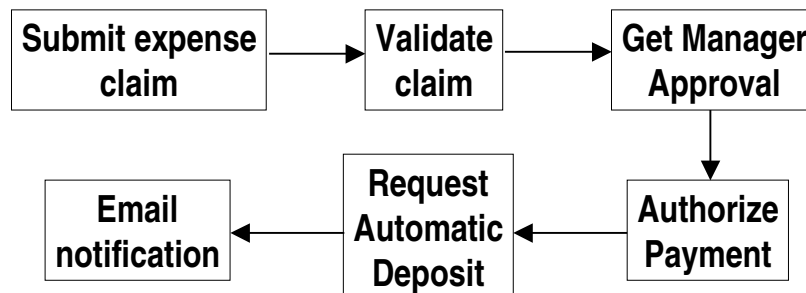 Submit expense
claim
Validate
claim
Get Manager
Approval
Authorize
Payment
Request
Automatic
Deposit
Email
notification